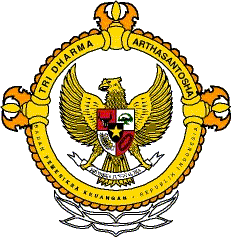 TRI DHARMA
ARTHASANTOSHA
BADAN PEMERIKSA KEUANGAN - REPUBLIK INDONESIA